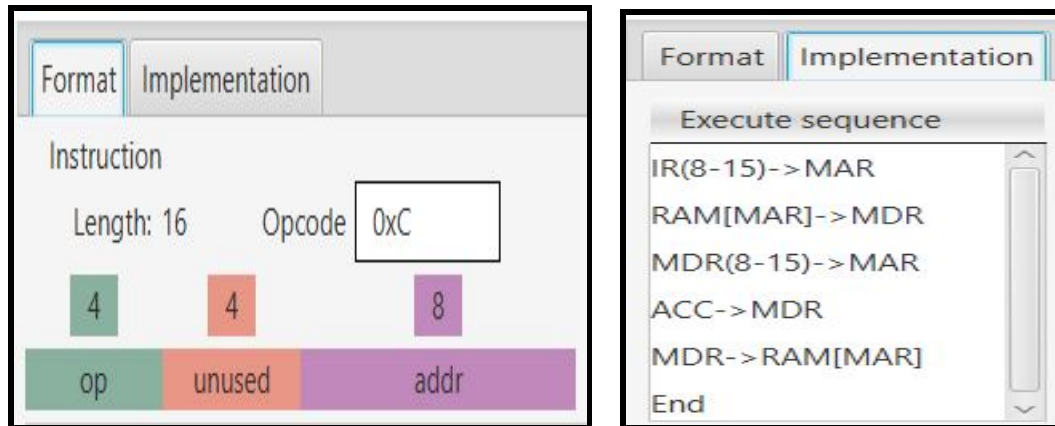 Format Implementation
Instruction
Length: 16 Opcode 0xC
4 4 8
op unused addr
Format Implementation
Execute sequence
IR(8-15)->MAR
RAM[MAR]->MDR
MDR(8-15)->MAR
ACC->MDR
MDR->RAM[MAR]
End